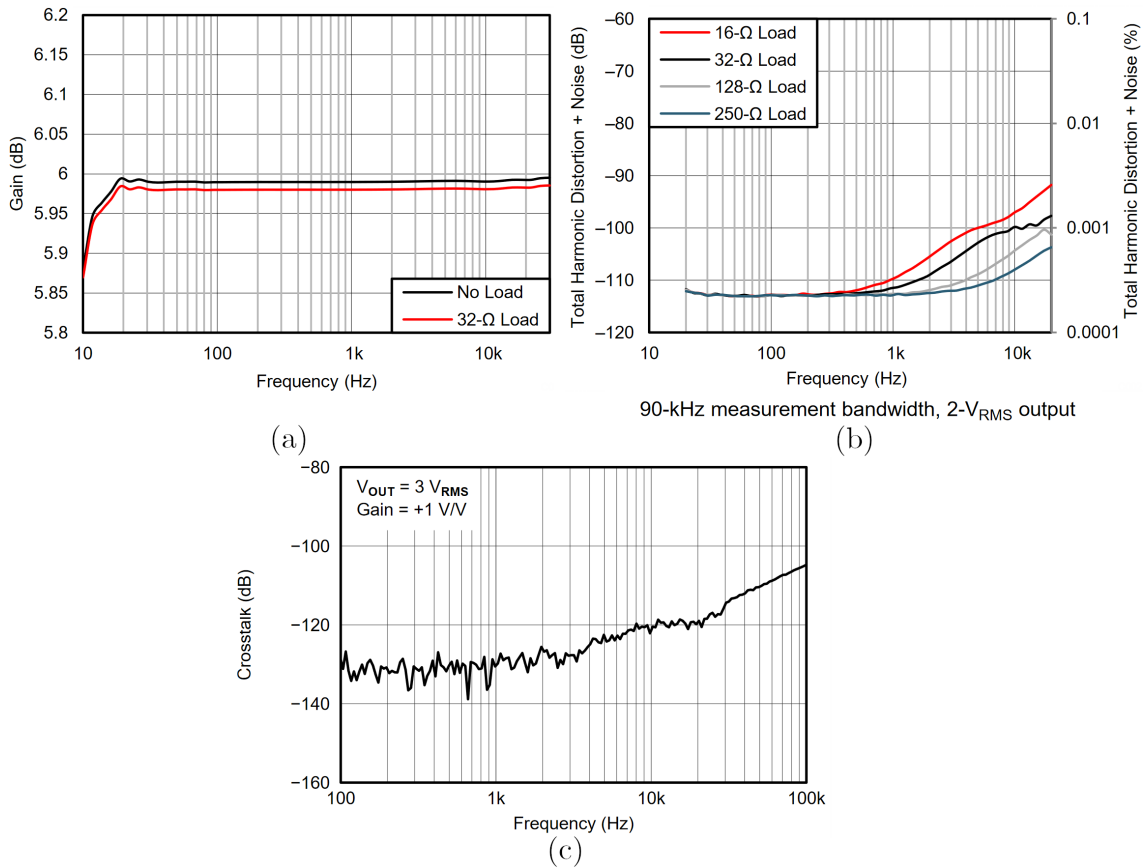 6.2
6.15
6.1
6.05
6
5.95
5.9
5.85
5.8
Gain (dB)
No Load
32-Ω Load
10
100
1k
10k
Frequency (Hz)
(a)
−60
−70
−80
−90
−100
−110
−120
Total Harmonic Distortion + Noise (dB)
16-Ω Load
32-Ω Load
128-Ω Load
250-Ω Load
0.1
0.01
0.001
0.0001
Total Harmonic Distortion + Noise (%)
10
100
1k
10k
Frequency (Hz)
90-kHz measurement bandwidth, 2-VRMS output
(b)
−80
−100
−120
−140
−160
Crosstalk (dB)
VOUT = 3 VRMS
Gain = +1 V/V
100
1k
10k
100k
Frequency (Hz)
(c)